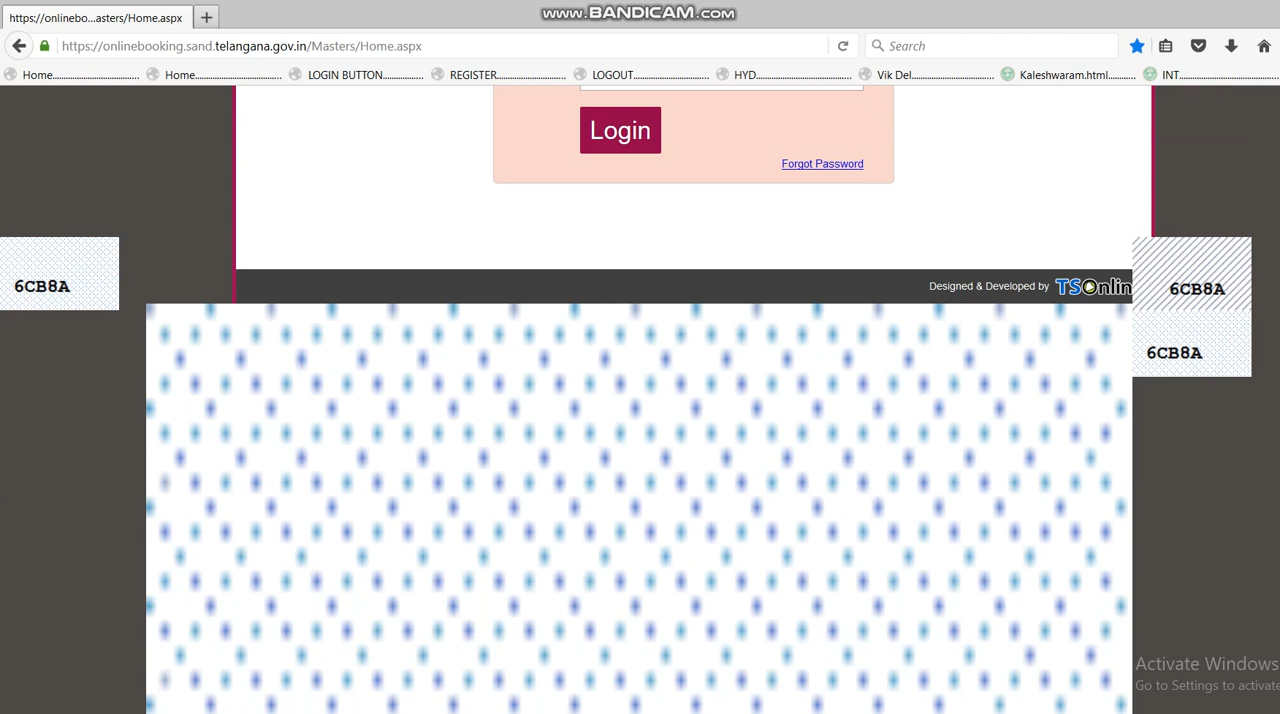 www.BANDICAM.com
https://onlinebo...asters/Home.aspx
https://onlinebooking.sand.telangana.gov.in/Masters/Home.aspx
Search
Home.................................... Home.................................... LOGIN BUTTON..................... REGISTER............................. LOGOUT................................ HYD..................................... Vik Del................................. Kaleshwaram.html.......... INT.....................................
Login
Forgot Password
6CB8A
Designed & Developed by TSOnlin
6CB8A
6CB8A
Activate Windows
Go to Settings to activate